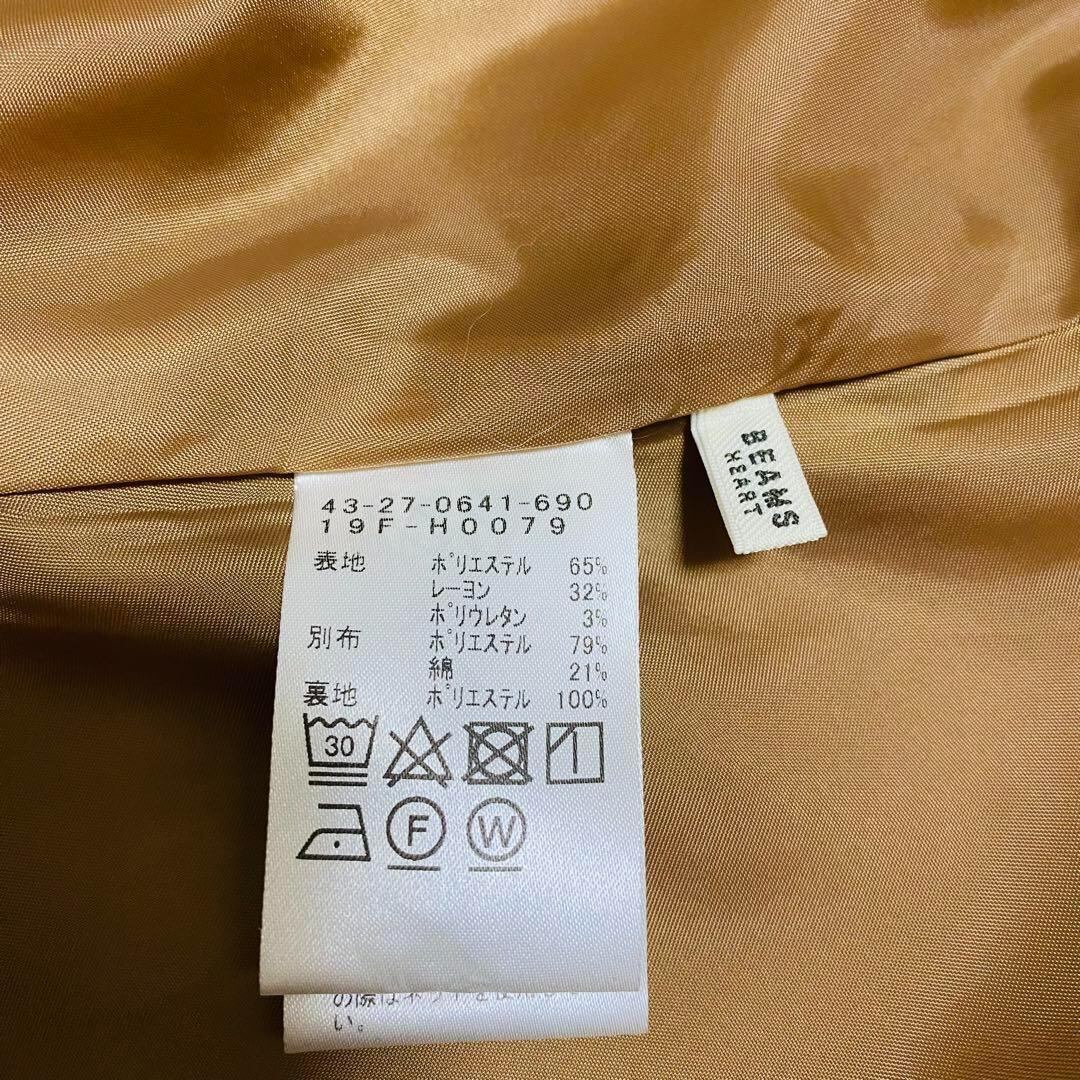 43-27-0641-690
19F-H0079
表地 ポリエステル 65%
レーヨン 32%
ポリウレタン 3%
別布 ポリエステル 79%
綿 21%
裏地 ポリエステル 100%
30
F W
い。
BEAMS
HEART